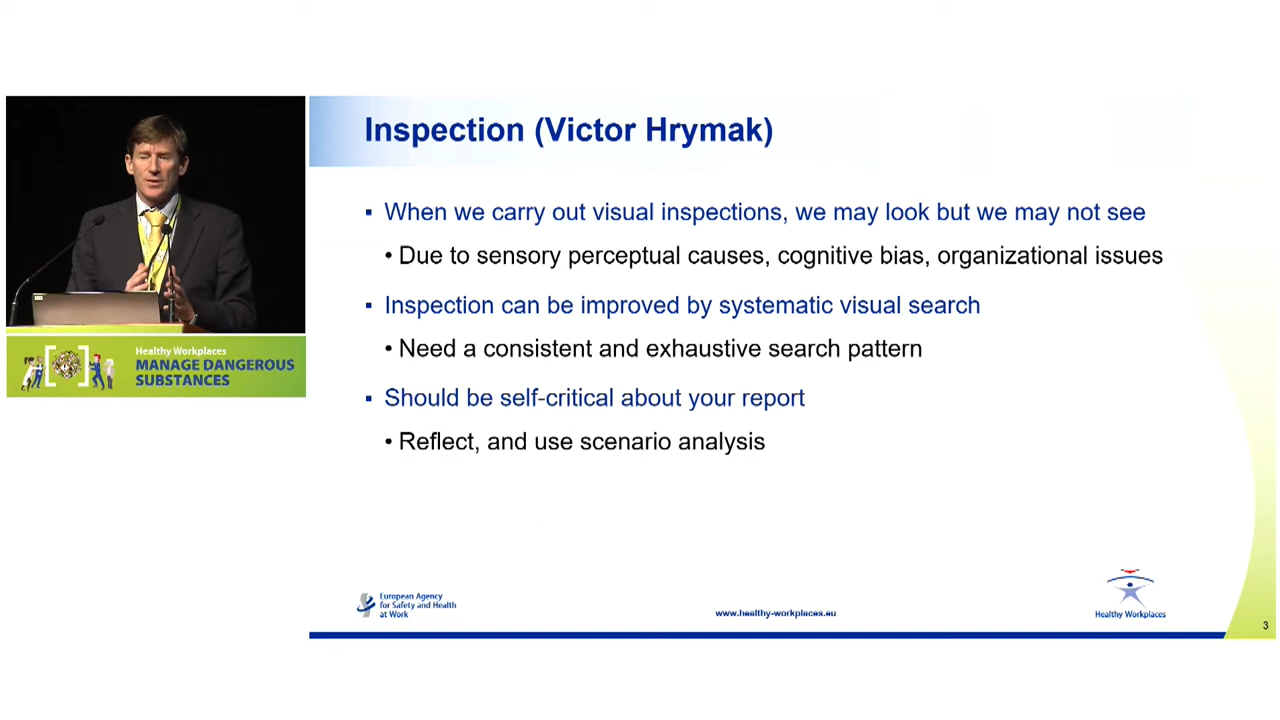 Inspection (Victor Hrymak)
▪ When we carry out visual inspections, we may look but we may not see
• Due to sensory perceptual causes, cognitive bias, organizational issues
▪ Inspection can be improved by systematic visual search
• Need a consistent and exhaustive search pattern
▪ Should be self-critical about your report
• Reflect, and use scenario analysis
Healthy Workplaces
MANAGE DANGEROUS
SUBSTANCES
European Agency
for Safety and Health
at Work
www.healthy-workplaces.eu
Healthy Workplaces
3